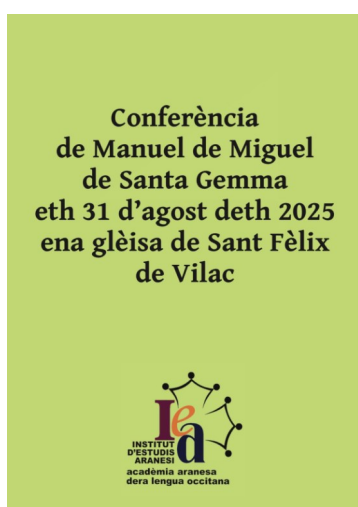 Conferència
de Manuel de Miguel
de Santa Gemma
eth 31 d'agost deth 2025
ena glèisa de Sant Fèlix
de Vilac
Iea
INSTITUT
D'ESTUDIS
ARANESI
acadèmia aranesa
dera lengua occitana